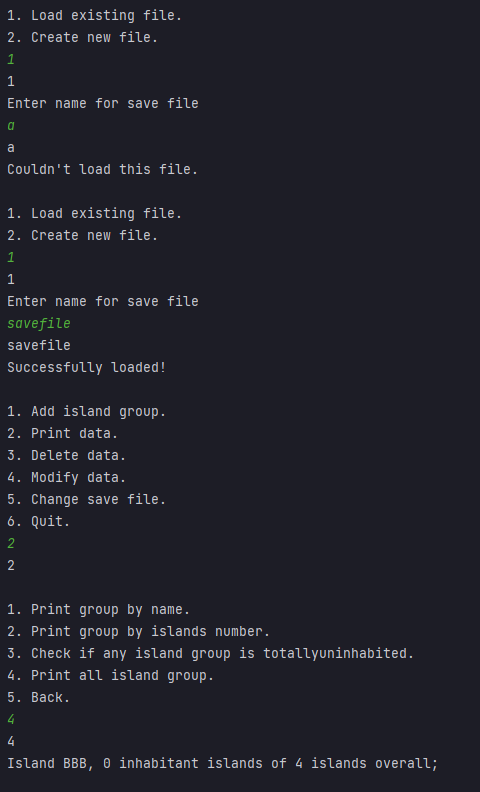 1. Load existing file.
2. Create new file.
1
1
Enter name for save file
a
a
Couldn't load this file.
1. Load existing file.
2. Create new file.
1
1
Enter name for save file
savefile
savefile
Successfully loaded!
1. Add island group.
2. Print data.
3. Delete data.
4. Modify data.
5. Change save file.
6. Quit.
2
2
1. Print group by name.
2. Print group by islands number.
3. Check if any island group is totallyuninhabited.
4. Print all island group.
5. Back.
4
4
Island BBB, 0 inhabitant islands of 4 islands overall;